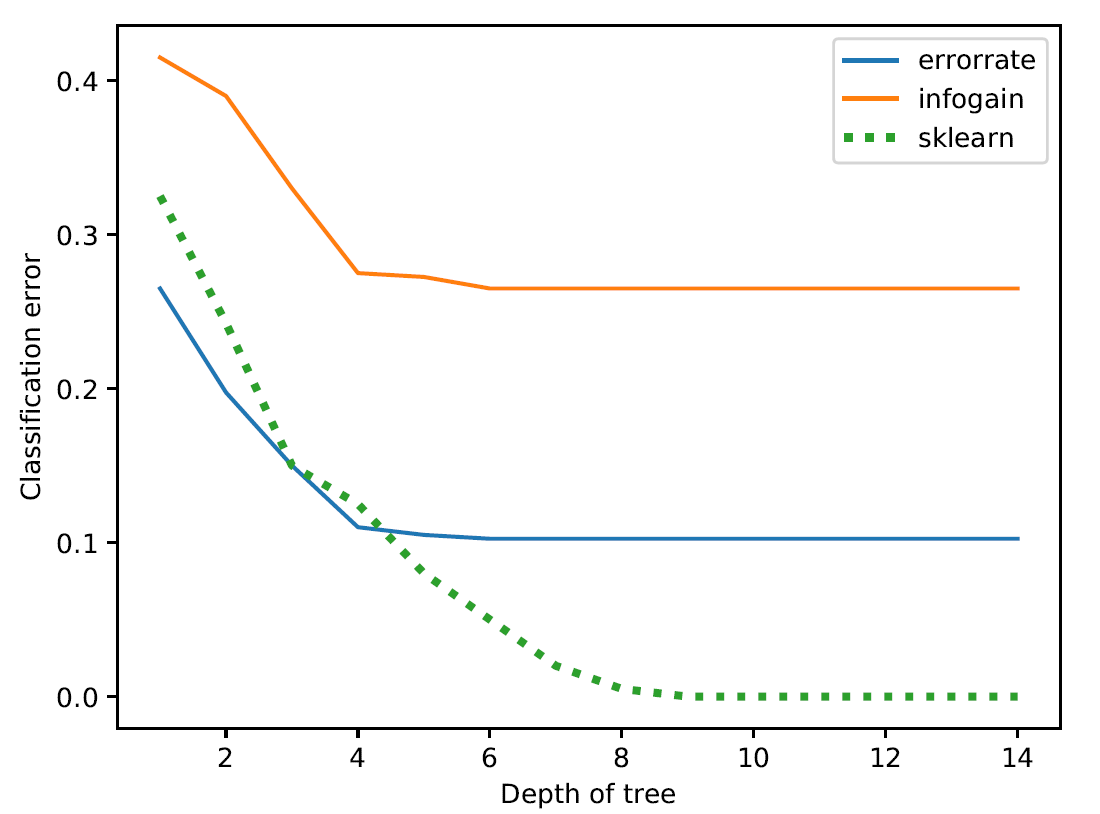 errorrate
infogain
sklearn
0.4
0.3
0.2
0.1
0.0
Classification error
2 4 6 8 10 12 14
Depth of tree